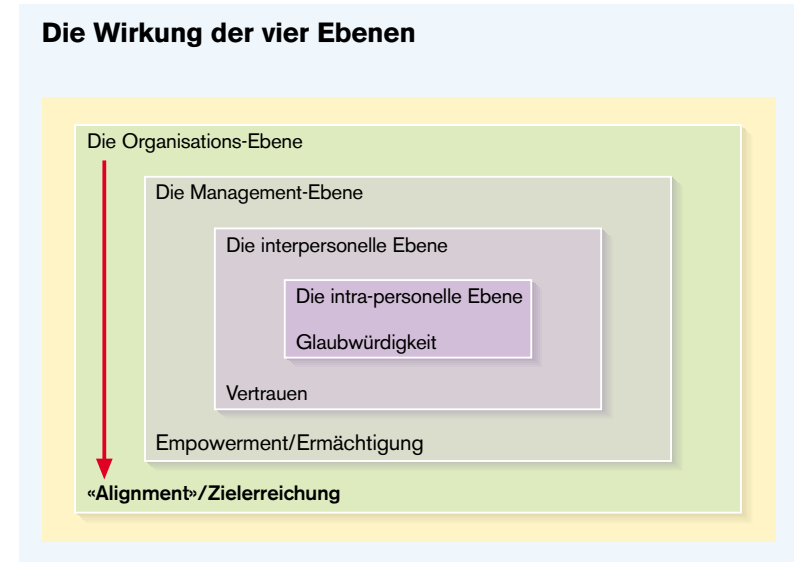 Die Wirkung der vier Ebenen
Die Organisations-Ebene
Die Management-Ebene
Die interpersonelle Ebene
Die intra-personelle Ebene
Glaubwürdigkeit
Vertrauen
Empowerment/Ermächtigung
«Alignment»/Zielerreichung